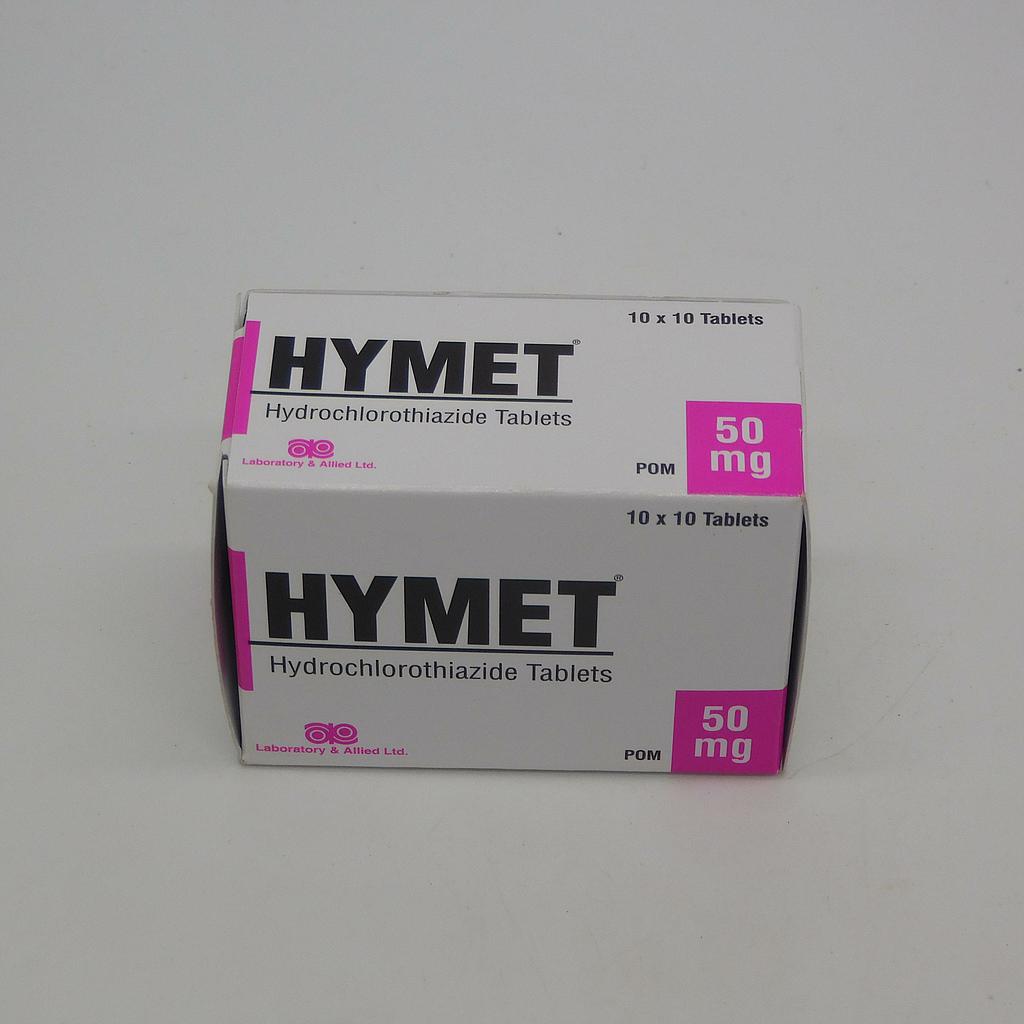 10 x 10 Tablets
HYMET®
Hydrochlorothiazide Tablets
Laboratory & Allied Ltd.
POM
50
mg
10 x 10 Tablets
HYMET®
Hydrochlorothiazide Tablets
Laboratory & Allied Ltd.
POM
50
mg